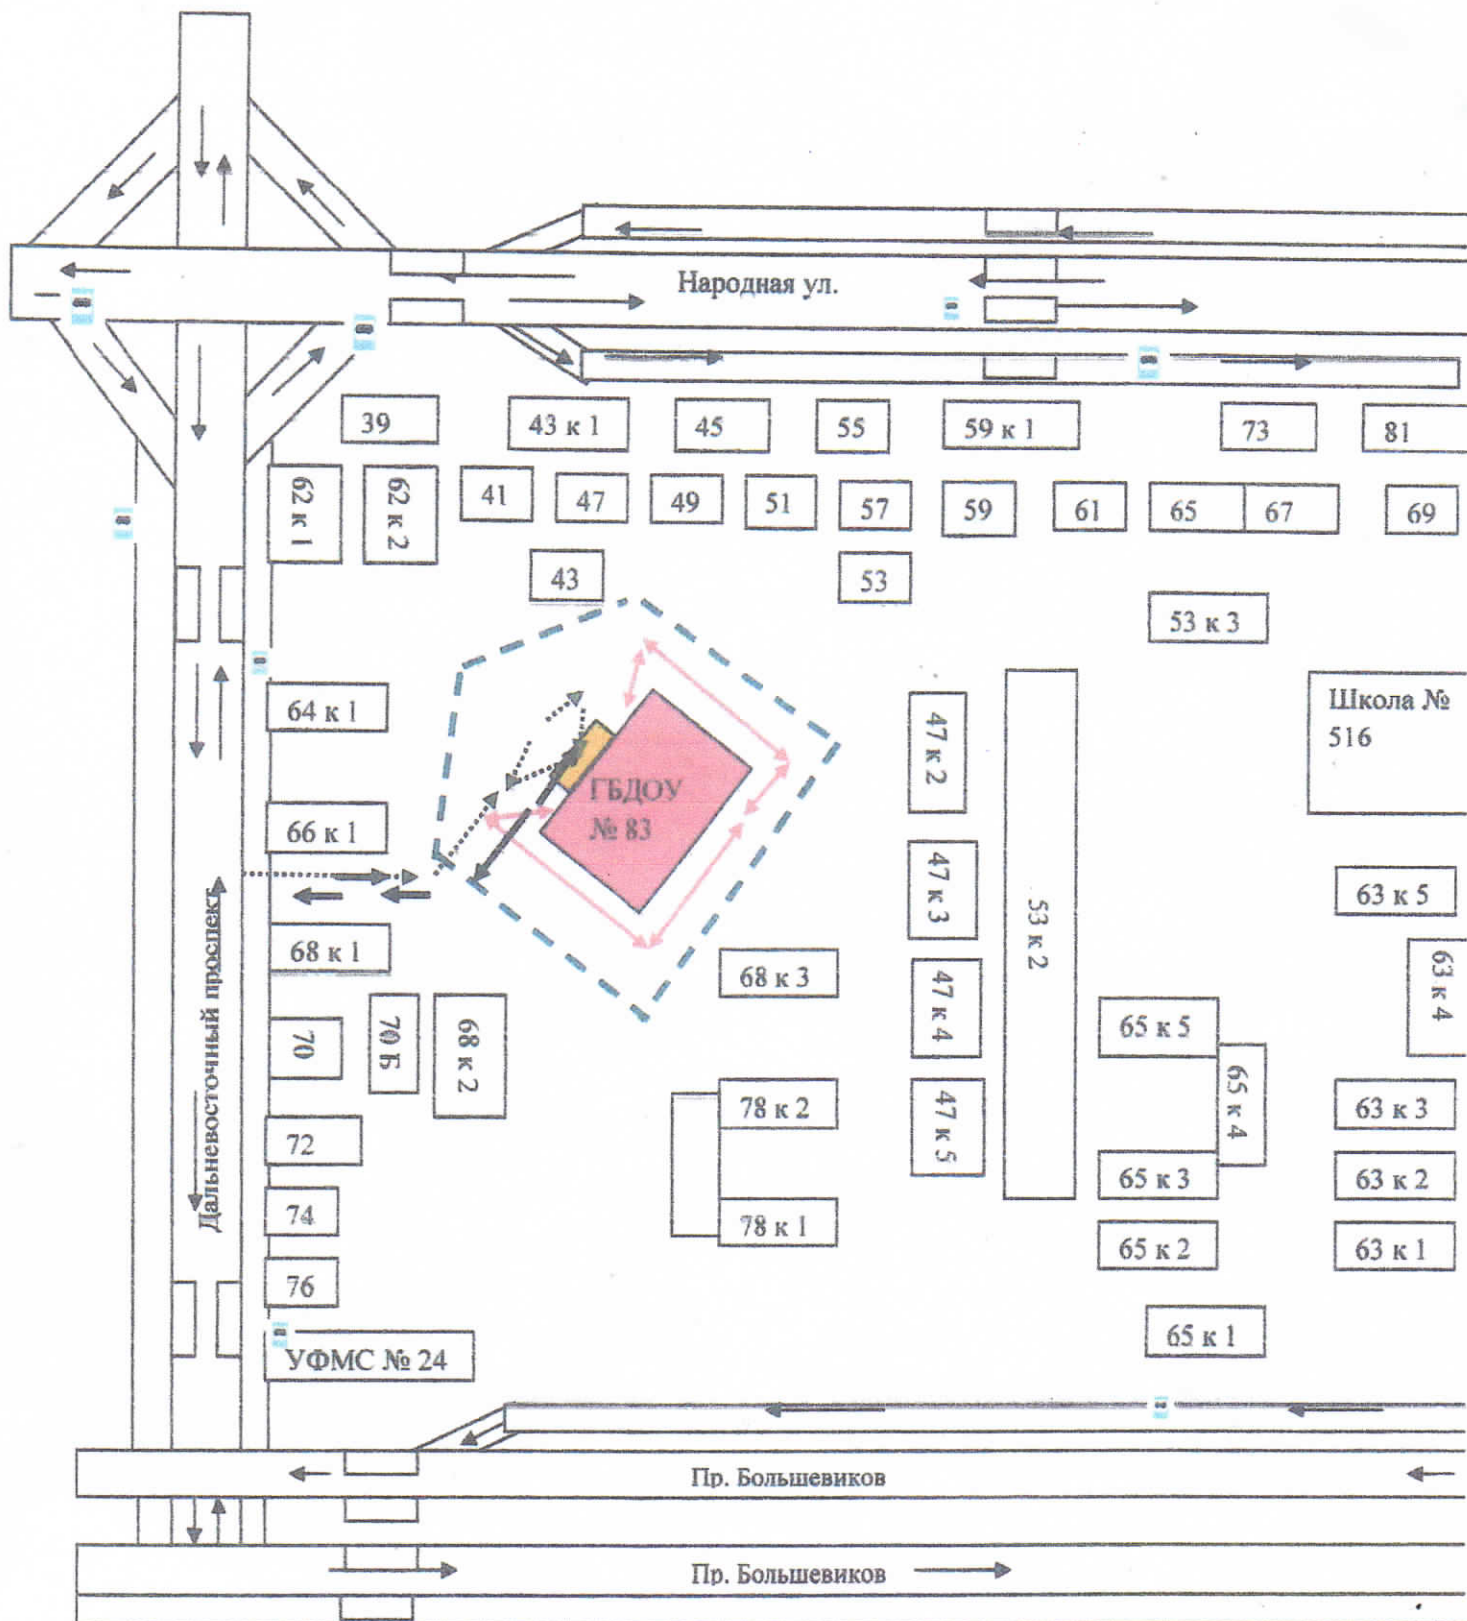 Народная ул.
39
43 к 1
45
55
59 к 1
73
81
62 к 1
62 к 2
41
47
49
51
57
59
61
65
67
69
43
53
53 к 3
64 к 1
47 к 2
Школа №
516
ГБДОУ
№ 83
66 к 1
47 к 3
53 к 2
63 к 5
Дальневосточный проспект
68 к 1
68 к 3
47 к 4
63 к 4
70
70 Б
68 к 2
65 к 5
65 к 4
78 к 2
47 к 5
63 к 3
72
65 к 3
63 к 2
74
78 к 1
65 к 2
63 к 1
76
65 к 1
УФМС № 24
Пр. Большевиков
Пр. Большевиков